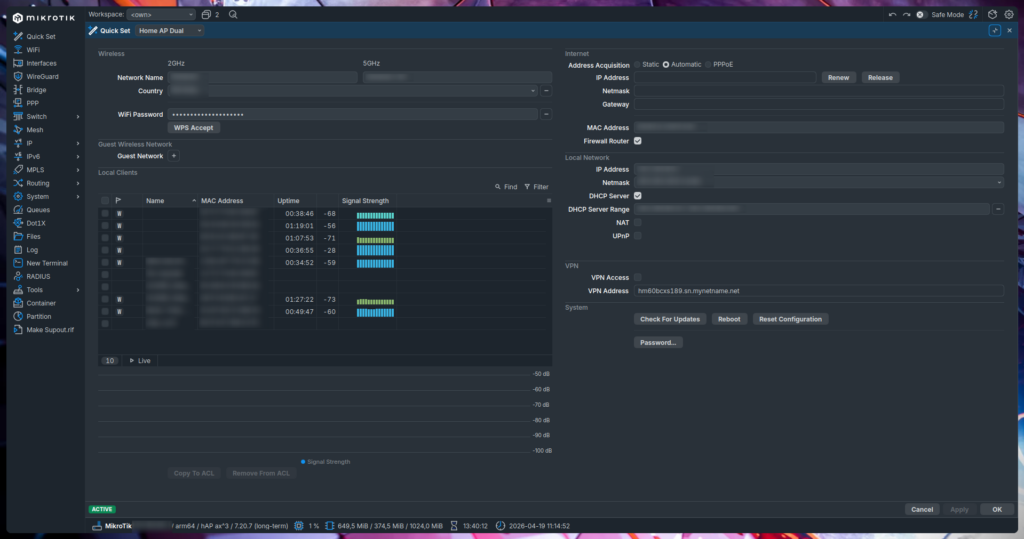 mikrotik
Workspace: <own> 2 Safe Mode
Quick Set Home AP Dual
Quick Set
WiFi
Interfaces
WireGuard
Bridge
PPP
Switch
Mesh
IP
IPv6
MPLS
Routing
System
Queues
Dot1X
Files
Log
New Terminal
RADIUS
Tools
Container
Partition
Make Supout.rif
Wireless
2GHz 5GHz
Network Name
Country
WiFi Password ••••••••••••••••••••
WPS Accept
Guest Wireless Network
Guest Network +
Local Clients
Find Filter
Name MAC Address Uptime Signal Strength
W 00:38:46 -68
W 01:19:01 -56
W 01:07:53 -71
W 00:36:55 -28
W 00:34:52 -59
W 01:27:22 -73
W 00:49:47 -60
10 Live
-50 dB
-60 dB
-70 dB
-80 dB
-90 dB
-100 dB
Signal Strength
Copy To ACL Remove From ACL
Internet
Address Acquisition Static Automatic PPPoE
IP Address Renew Release
Netmask
Gateway
MAC Address
Firewall Router
Local Network
IP Address
Netmask
DHCP Server
DHCP Server Range
NAT
UPnP
VPN
VPN Access
VPN Address hm60bcxs189.sn.mynetname.net
System
Check For Updates Reboot Reset Configuration
Password...
ACTIVE
Cancel Apply OK
MikroTik / arm64 / hAP ax^3 / 7.20.7 (long-term) 1 % 649,5 MiB / 374,5 MiB / 1024,0 MiB 13:40:12 2026-04-19 11:14:52